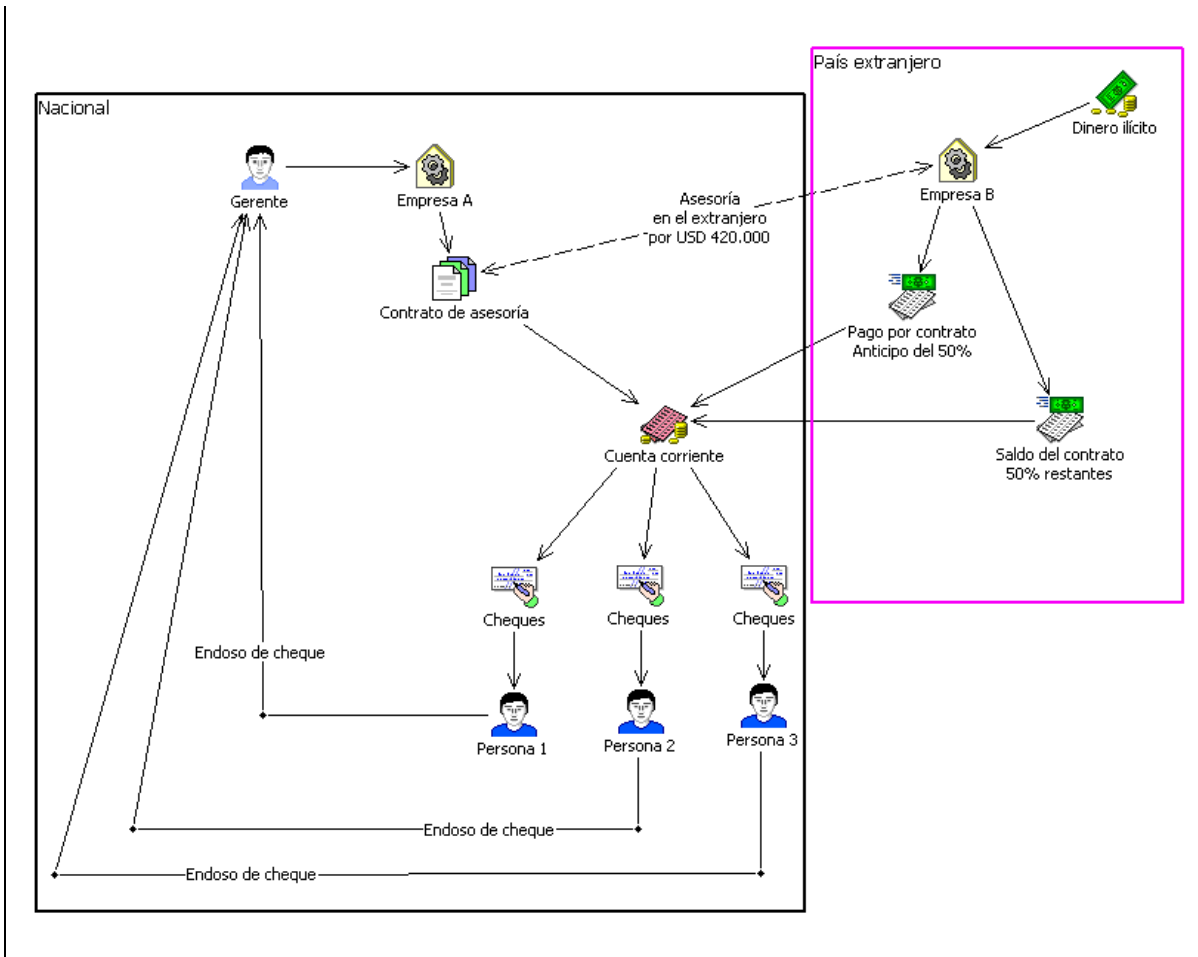 País extranjero
Nacional
Dinero ilícito
Gerente
Empresa A
Empresa B
Asesoría
en el extranjero
por USD 420.000
Contrato de asesoría
Pago por contrato
Anticipo del 50%
Cuenta corriente
Saldo del contrato
50% restantes
Cheques
Cheques
Cheques
Endoso de cheque
Persona 1
Persona 2
Persona 3
Endoso de cheque
Endoso de cheque